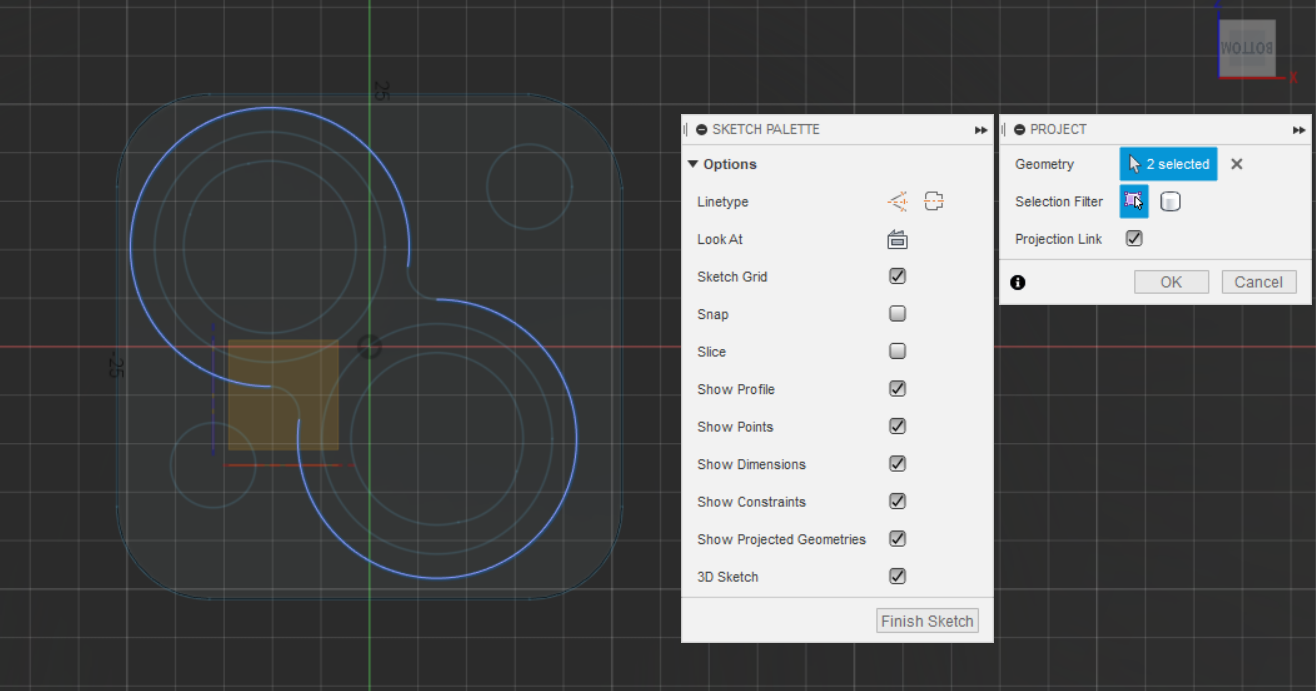 BOTTOM
X
25
-25
SKETCH PALETTE
Options
Linetype
Look At
Sketch Grid
Snap
Slice
Show Profile
Show Points
Show Dimensions
Show Constraints
Show Projected Geometries
3D Sketch
Finish Sketch
PROJECT
Geometry 2 selected
Selection Filter
Projection Link
OK Cancel